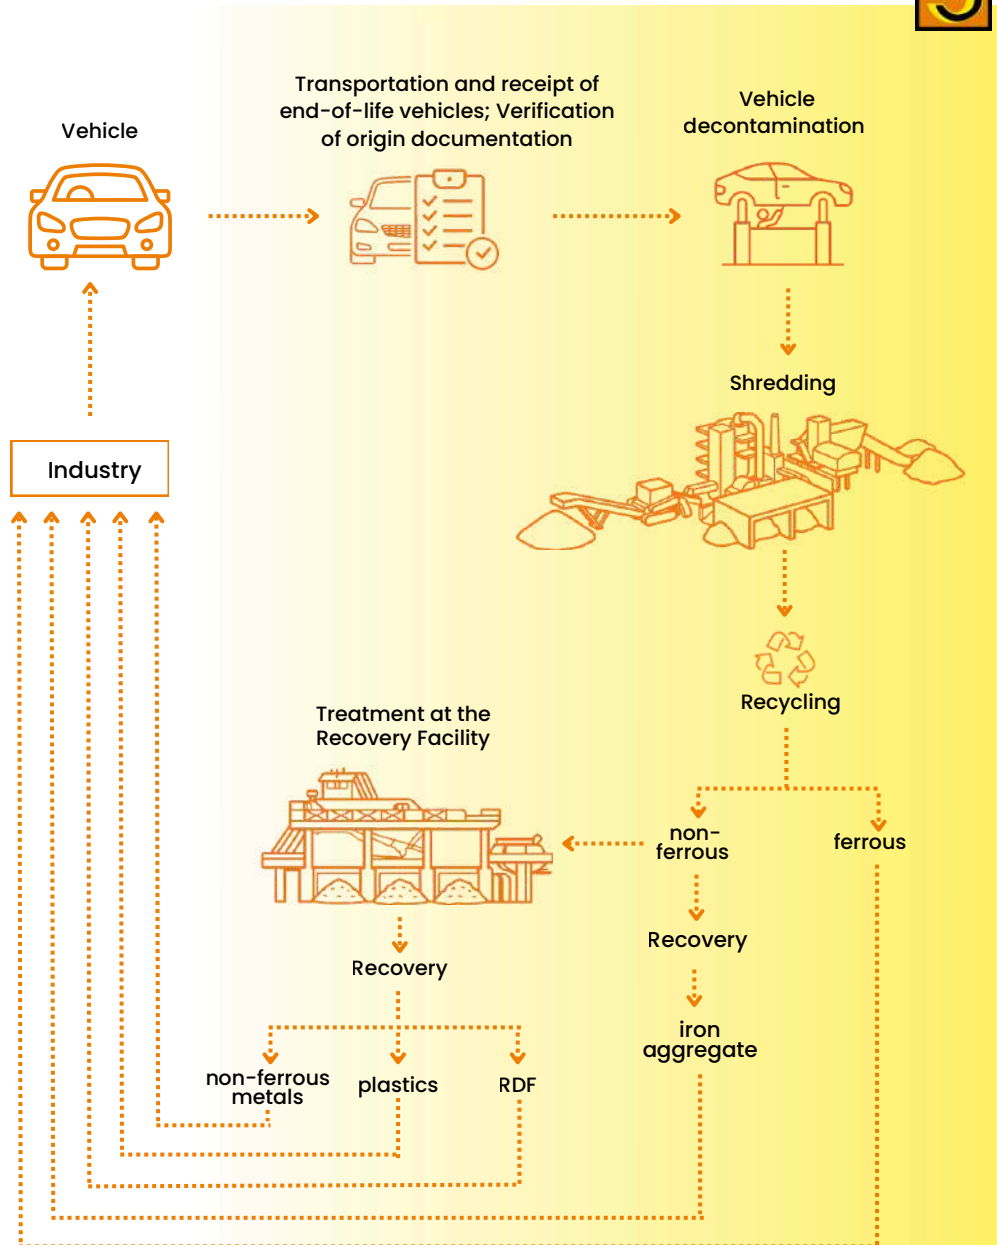 Transportation and receipt of
end-of-life vehicles; Verification
of origin documentation
Vehicle
decontamination
Vehicle
Shredding
Industry
Recycling
Treatment at the
Recovery Facility
non-
ferrous
ferrous
Recovery
Recovery
iron
aggregate
non-ferrous
metals
plastics
RDF